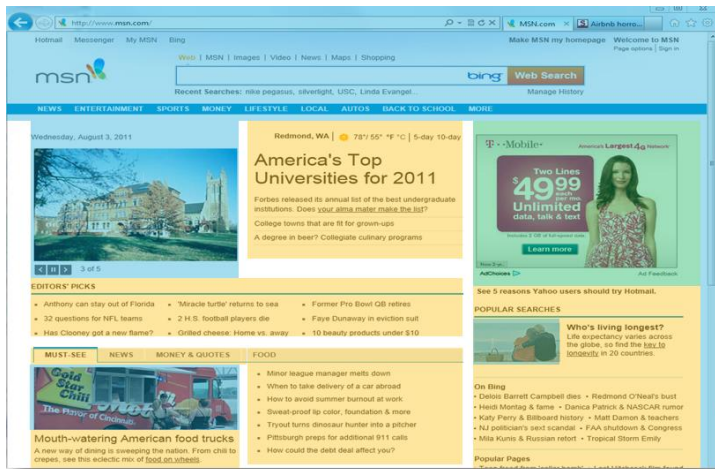 http://www.msn.com/
MSN.com
Airbnb horro...
Hotmail Messenger My MSN Bing
Make MSN my homepage Welcome to MSN
Page options | Sign in
Web | MSN | Images | Video | News | Maps | Shopping
msn
bing Web Search
Recent Searches: nike pegasus, silverlight, USC, Linda Evangel...
Manage History
NEWS ENTERTAINMENT SPORTS MONEY LIFESTYLE LOCAL AUTOS BACK TO SCHOOL MORE
Wednesday, August 3, 2011
Redmond, WA | 78°/ 55° °F °C | 5-day 10-day
America's Top
Universities for 2011
Forbes released its annual list of the best undergraduate
institutions. Does your alma mater make the list?
College towns that are fit for grown-ups
A degree in beer? Collegiate culinary programs
3 of 5
T··Mobile·
America's Largest 4G Network
Two Lines
$49.99
each
per mo.
Unlimited
data, talk & text
Learn more
AdChoices
Ad Feedback
See 5 reasons Yahoo users should try Hotmail.
EDITORS' PICKS
Anthony can stay out of Florida
32 questions for NFL teams
Has Clooney got a new flame?
'Miracle turtle' returns to sea
2 H.S. football players die
Grilled cheese: Home vs. away
Former Pro Bowl QB retires
Faye Dunaway in eviction suit
10 beauty products under $10
POPULAR SEARCHES
Who's living longest?
Life expectancy varies across
the globe, so find the key to
longevity in 20 countries.
MUST-SEE NEWS MONEY & QUOTES FOOD
Gold
Star
Chili
The Flavor of Cincinnati
Mouth-watering American food trucks
A new way of dining is sweeping the nation. From chili to
crepes, see this eclectic mix of food on wheels.
Minor league manager melts down
When to take delivery of a car abroad
How to avoid summer burnout at work
Sweat-proof lip color, foundation & more
Tryout turns dinosaur hunter into a pitcher
Pittsburgh preps for additional 911 calls
How could the debt deal affect you?
On Bing
Delois Barrett Campbell dies • Redmond O'Neal's bust
Heidi Montag & fame • Danica Patrick & NASCAR rumor
Katy Perry & Billboard history • Matt Damon & teachers
NJ politician's sext scandal • FAA shutdown & Congress
Mila Kunis & Russian retort • Tropical Storm Emily
Popular Pages